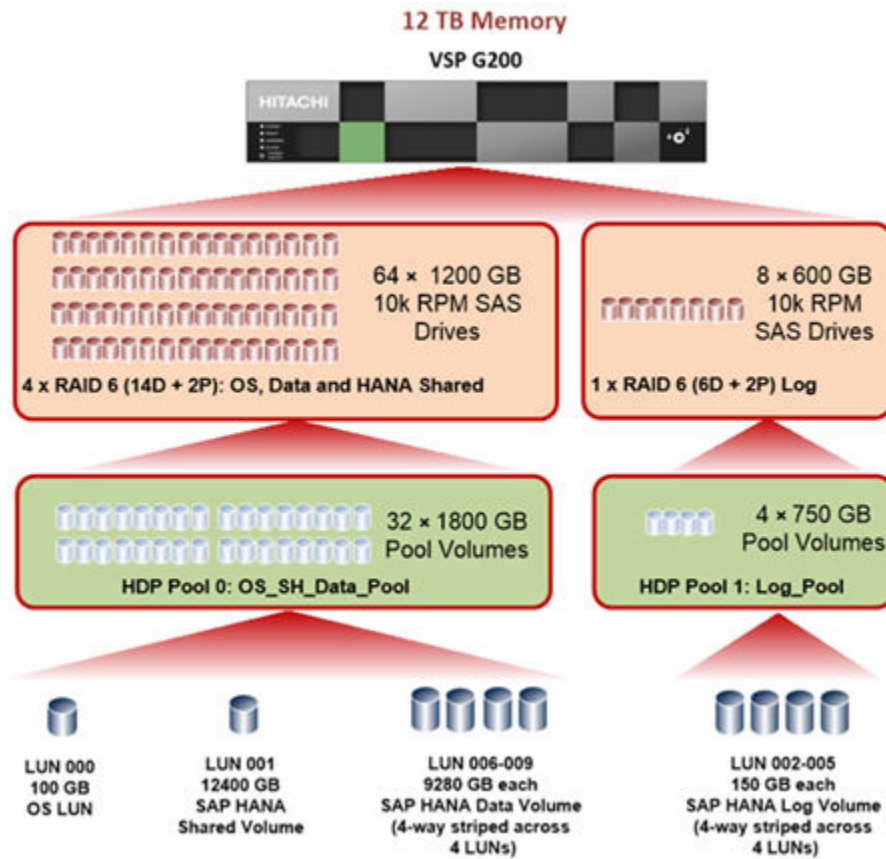 12 TB Memory
VSP G200
HITACHI
64 × 1200 GB
10k RPM SAS
Drives
4 x RAID 6 (14D + 2P): OS, Data and HANA Shared
8 × 600 GB
10k RPM
SAS Drives
1 x RAID 6 (6D + 2P) Log
32 × 1800 GB
Pool Volumes
HDP Pool 0: OS_SH_Data_Pool
4 × 750 GB
Pool Volumes
HDP Pool 1: Log_Pool
LUN 000
100 GB
OS LUN
LUN 001
12400 GB
SAP HANA
Shared Volume
LUN 006-009
9280 GB each
SAP HANA Data Volume
(4-way striped across
4 LUNs)
LUN 002-005
150 GB each
SAP HANA Log Volume
(4-way striped across
4 LUNs)